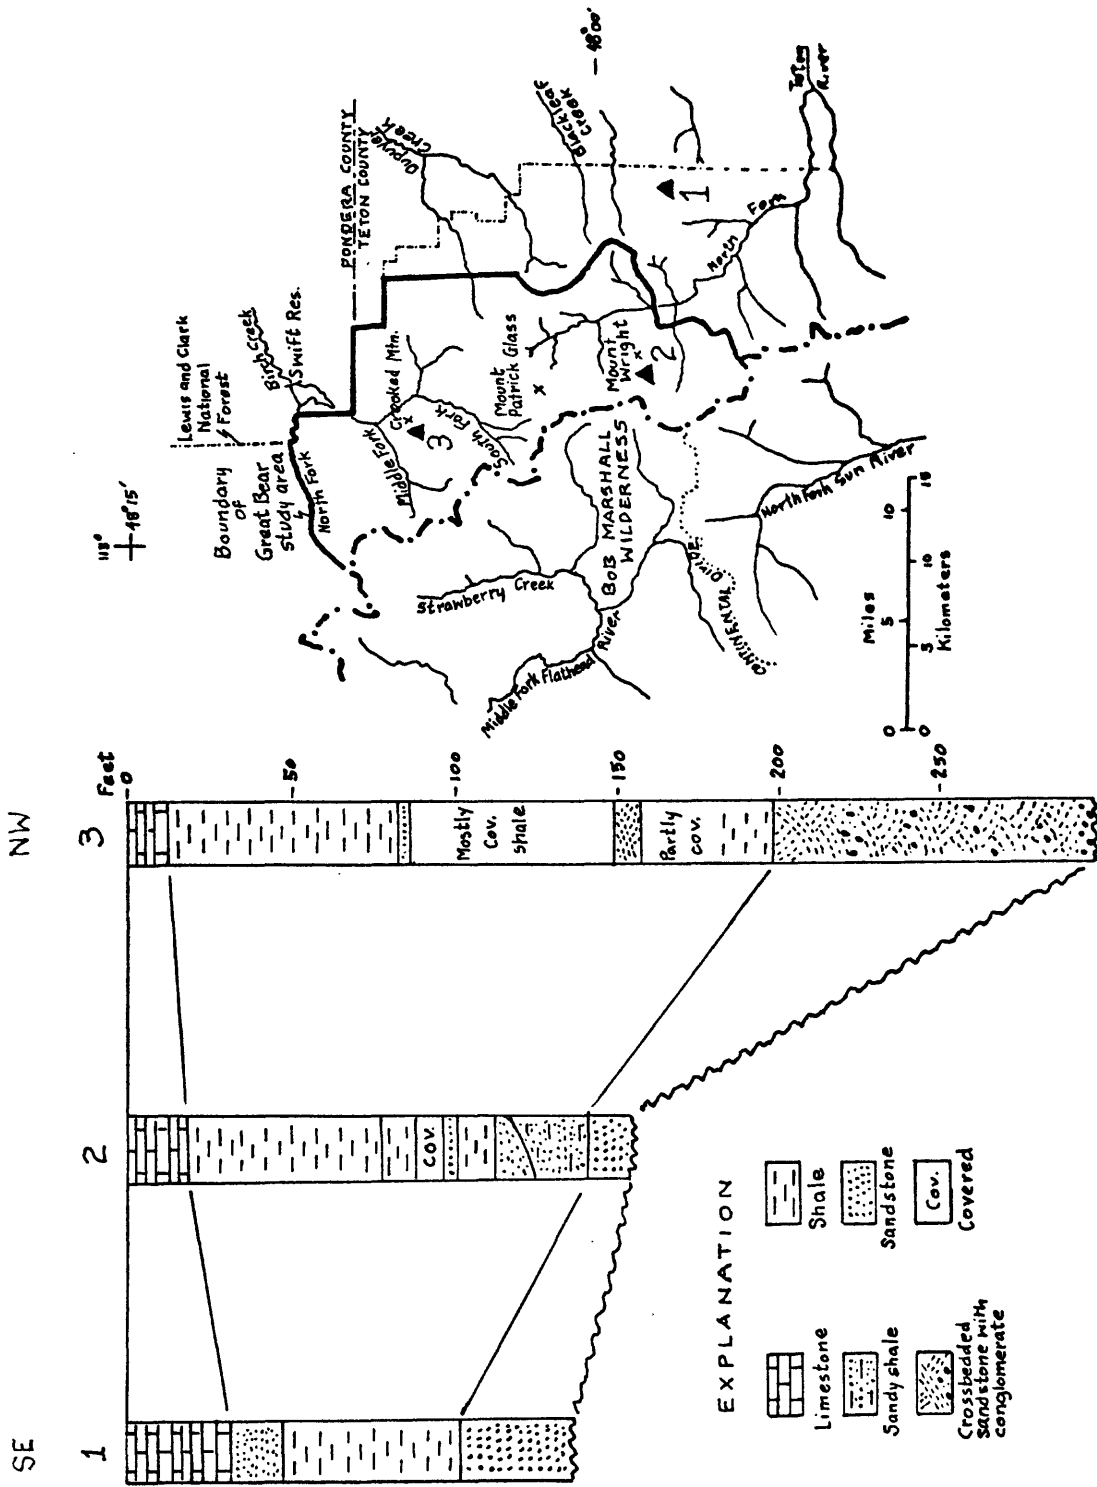 SE
NW
1
2
3
Feet
0
50
100
150
200
250
Cov.
Mostly
Cov.
Shale
Partly
cov.
EXPLANATION
Limestone
Shale
Sandy shale
Sandstone
Crossbedded
sandstone with
conglomerate
Cov.
Covered
113°
48°15'
Lewis and Clark
National
Forest
Boundary
of
Great Bear
study area
North Fork
Birch Creek
Swift Res.
PONDERA COUNTY
TETON COUNTY
Dupuyer
Creek
Middle Fork
Crooked Mtn.
x
3
South Fork
Mount
Patrick Glass
x
Blackleaf
Creek
48°00'
Strawberry Creek
BOB MARSHALL
WILDERNESS
Mount
Wright
x
2
1
Middle Fork Flathead
River
CONTINENTAL DIVIDE
North
Fork
Teton
River
North Fork Sun River
Miles
0
5
10
15
0
5
10
Kilometers